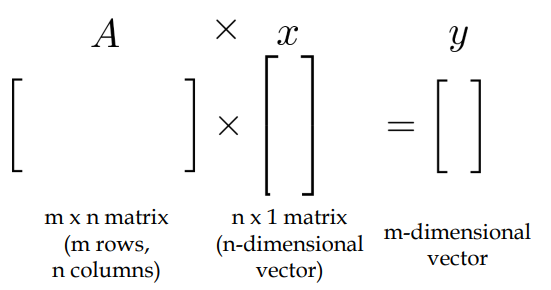 A × x y
[ ] × [ ] = [ ]
m x n matrix
(m rows,
n columns)
n x 1 matrix
(n-dimensional
vector)
m-dimensional
vector